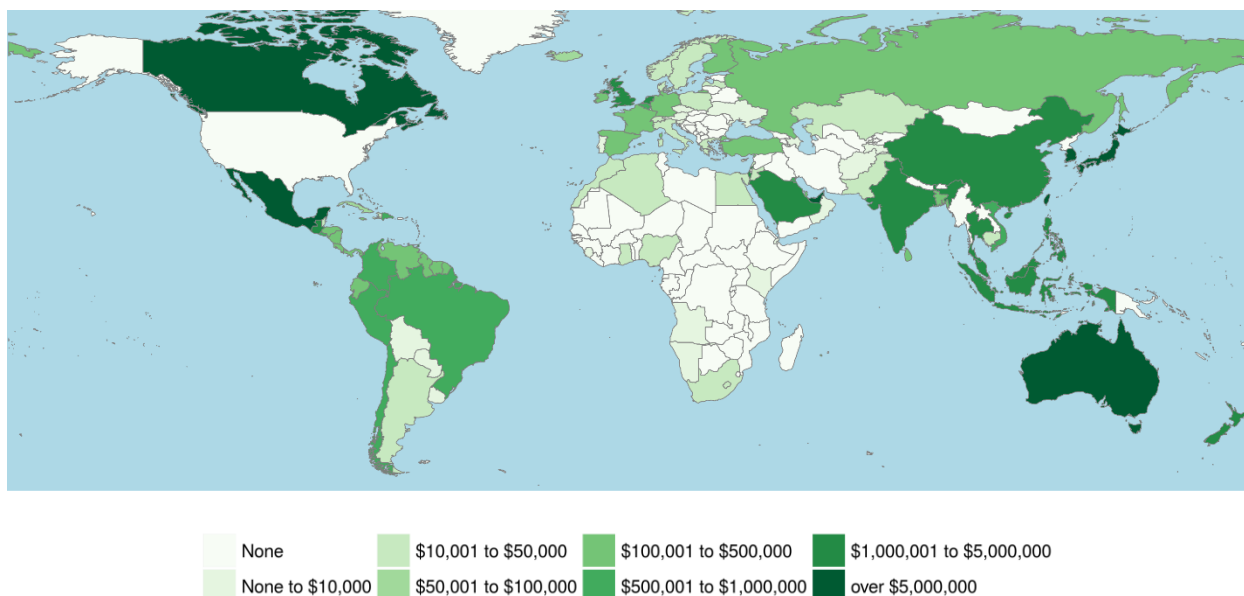 None
$10,001 to $50,000
$100,001 to $500,000
$1,000,001 to $5,000,000
None to $10,000
$50,001 to $100,000
$500,001 to $1,000,000
over $5,000,000